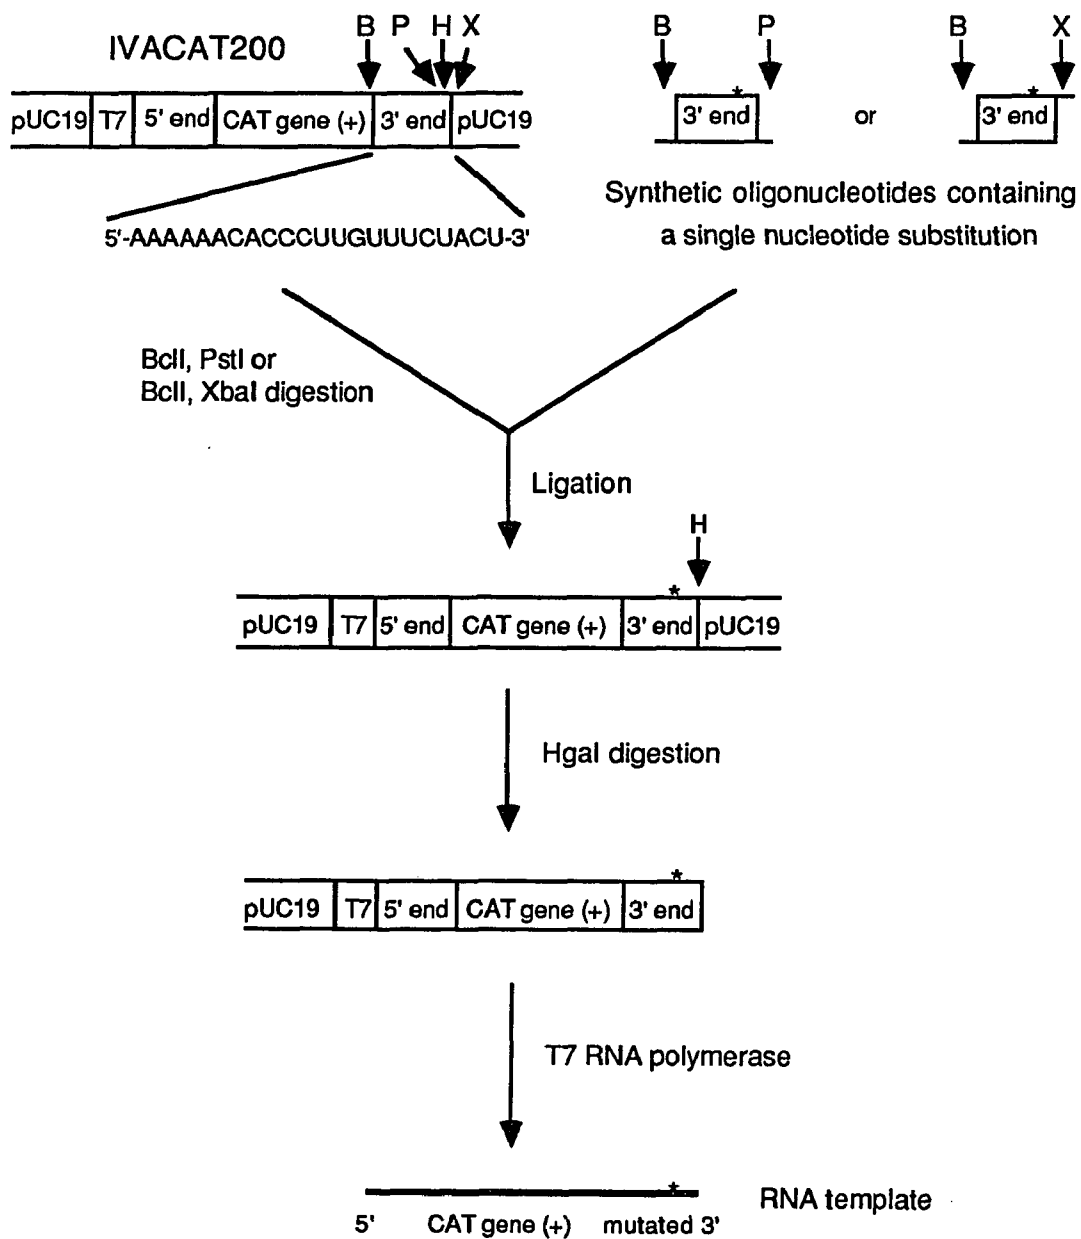 IVACAT200
B P H X
B P
B X
pUC19 T7 5' end CAT gene (+) 3' end pUC19
* 3' end
or
* 3' end
5'-AAAAAACACCCUUGUUUCUACU-3'
Synthetic oligonucleotides containing
a single nucleotide substitution
BclI, PstI or
BclI, XbaI digestion
Ligation
H
*
pUC19 T7 5' end CAT gene (+) 3' end pUC19
HgaI digestion
*
pUC19 T7 5' end CAT gene (+) 3' end
T7 RNA polymerase
*
RNA template
5' CAT gene (+) mutated 3'